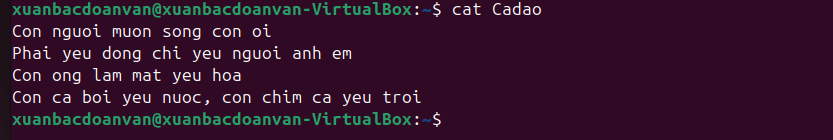 xuanbacdoanvan@xuanbacdoanvan-VirtualBox:~$ cat Cadao
Con nguoi muon song con oi
Phai yeu dong chi yeu nguoi anh em
Con ong lam mat yeu hoa
Con ca boi yeu nuoc, con chim ca yeu troi
xuanbacdoanvan@xuanbacdoanvan-VirtualBox:~$